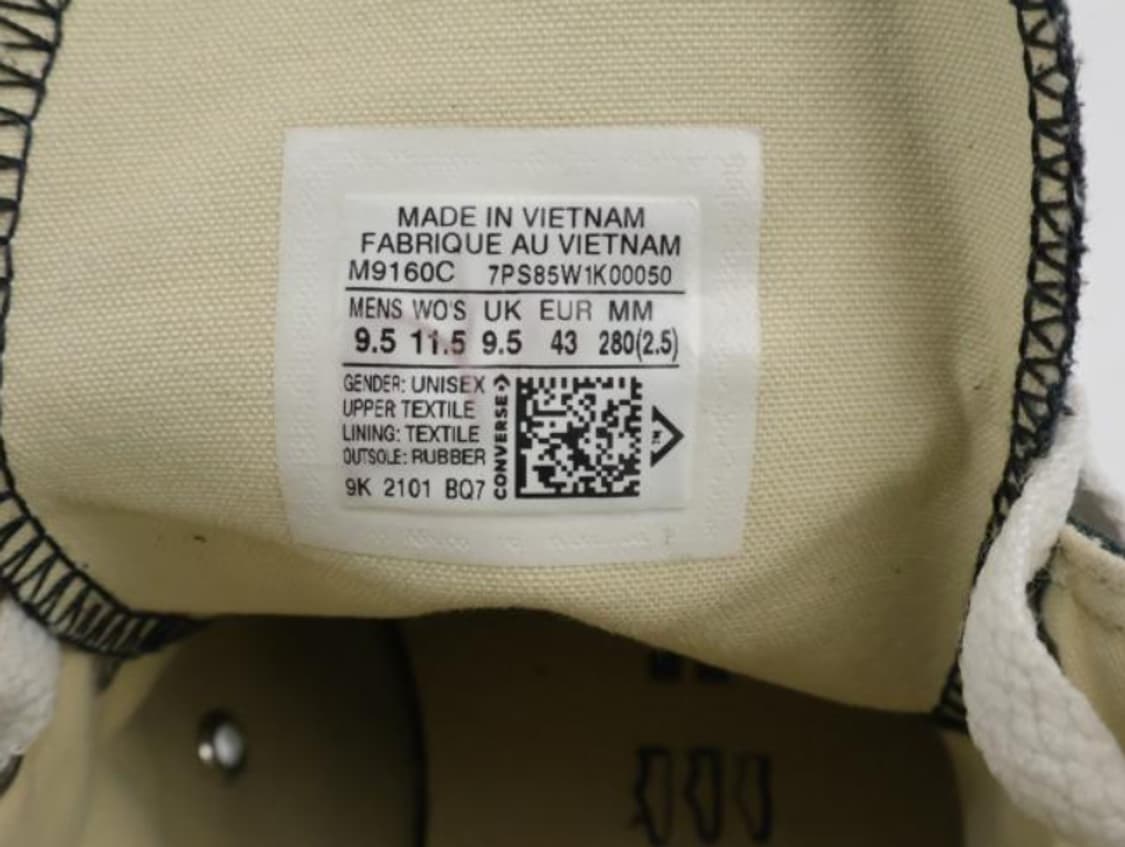 MADE IN VIETNAM
FABRIQUE AU VIETNAM
M9160C 7PS85W1K00050
MENS WO'S UK EUR MM
9.5 11.5 9.5 43 280(2.5)
GENDER: UNISEX
UPPER TEXTILE
LINING: TEXTILE
OUTSOLE: RUBBER
9K 2101 BQ7
CONVERSE
TM